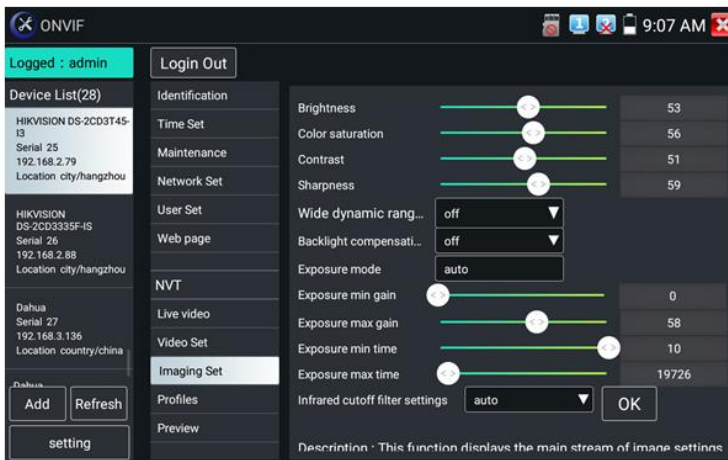 ONVIF
9:07 AM
Logged : admin
Login Out
Device List(28)
HIKVISION DS-2CD3T45-
I3
Serial 25
192.168.2.79
Location city/hangzhou
HIKVISION
DS-2CD3335F-IS
Serial 26
192.168.2.88
Location city/hangzhou
Dahua
Serial 27
192.168.3.136
Location country/china
Dahua
Add
Refresh
setting
Identification
Time Set
Maintenance
Network Set
User Set
Web page
NVT
Live video
Video Set
Imaging Set
Profiles
Preview
Brightness 53
Color saturation 56
Contrast 51
Sharpness 59
Wide dynamic rang... off
Backlight compensati... off
Exposure mode auto
Exposure min gain 0
Exposure max gain 58
Exposure min time 10
Exposure max time 19726
Infrared cutoff filter settings auto OK
Description : This function displays the main stream of image settings